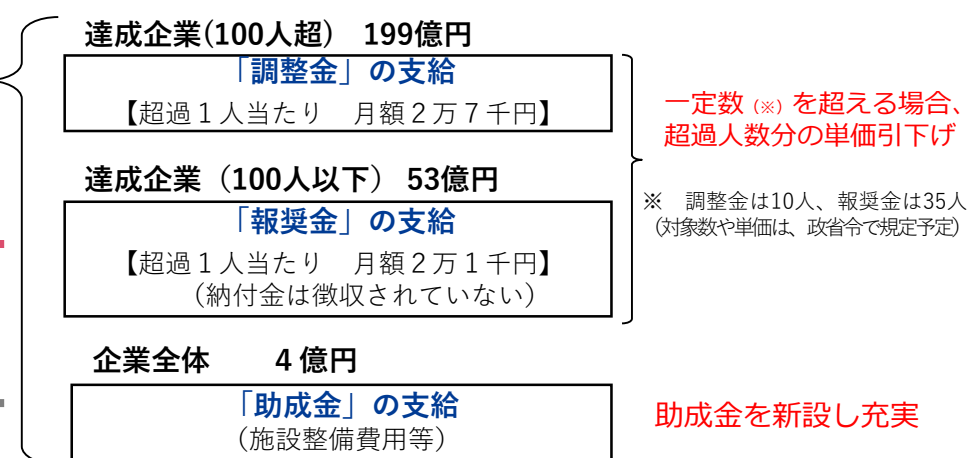 達成企業(100人超)　199億円
「調整金」の支給
【超過１人当たり　月額２万７千円】
達成企業（100人以下）　53億円
「報奨金」の支給
【超過１人当たり　月額２万１千円】
（納付金は徴収されていない）
企業全体　　４億円
「助成金」の支給
（施設整備費用等）
一定数（※）を超える場合、
超過人数分の単価引下げ
※　調整金は10人、報奨金は35人
（対象数や単価は、政省令で規定予定）
助成金を新設し充実